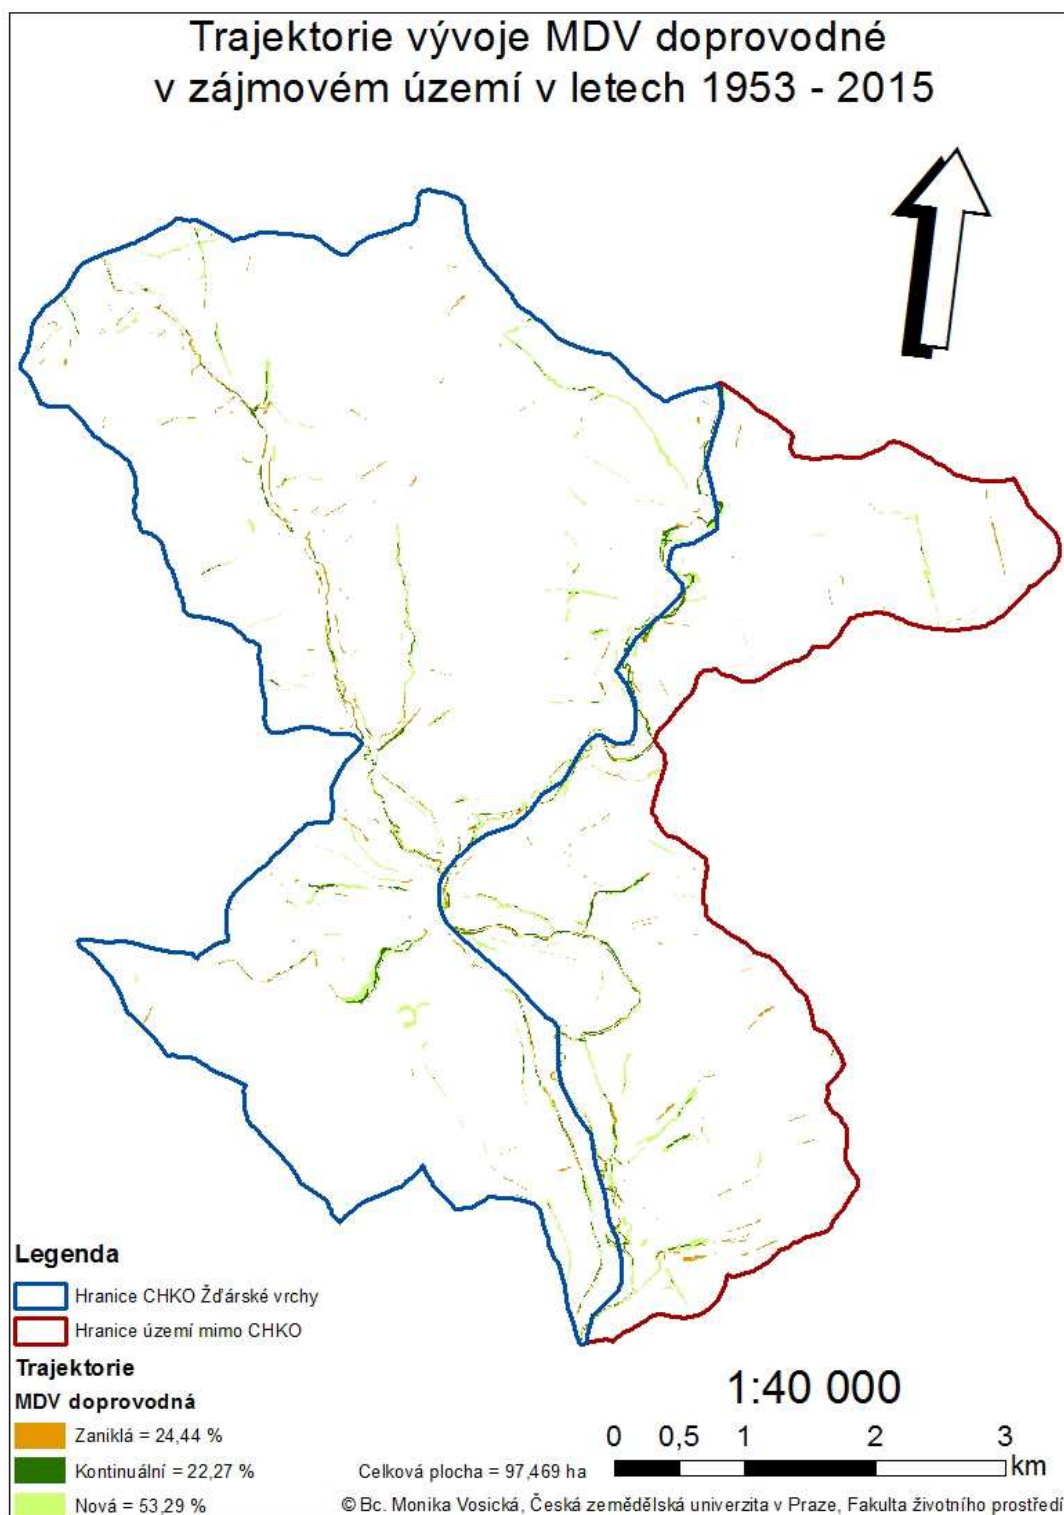 Trajektorie vývoje MDV doprovodné
v zájmovém území v letech 1953 - 2015
Legenda
Hranice CHKO Žďárské vrchy
Hranice území mimo CHKO
Trajektorie
MDV doprovodná
Zaniklá = 24,44 %
Kontinuální = 22,27 %
Nová = 53,29 %
1:40 000
0 0,5 1 2 3
km
Celková plocha = 97,469 ha
© Bc. Monika Vosická, Česká zemědělská univerzita v Praze, Fakulta životního prostředí